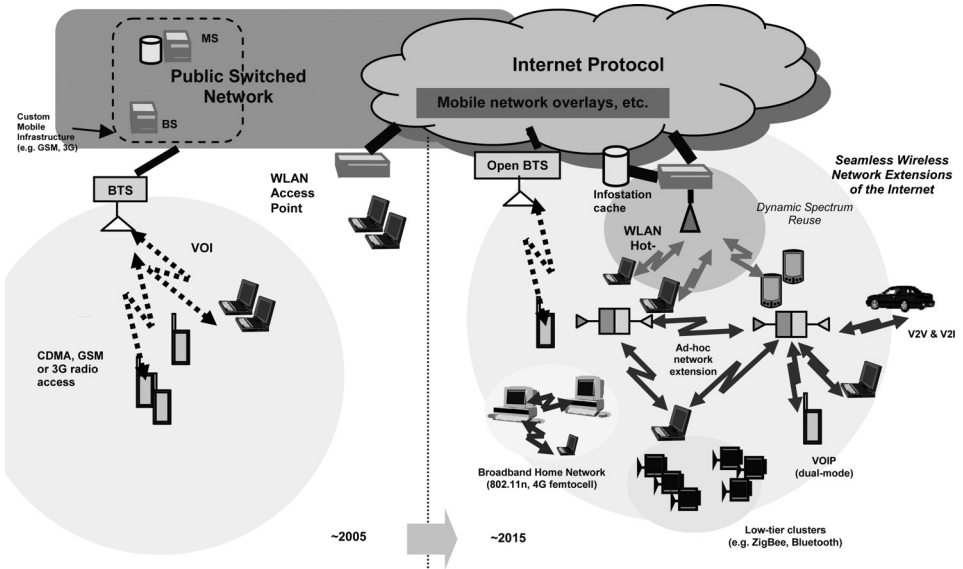 MS
Public Switched
Network
BS
Custom
Mobile
Infrastructure
(e.g. GSM, 3G)
BTS
VOI
CDMA, GSM
or 3G radio
access
WLAN
Access
Point
~2005
Internet Protocol
Mobile network overlays, etc.
Open BTS
Infostation
cache
Seamless Wireless
Network Extensions
of the Internet
Dynamic Spectrum
Reuse
WLAN
Hot-
Ad-hoc
network
extension
V2V & V2I
Broadband Home Network
(802.11n, 4G femtocell)
VOIP
(dual-mode)
Low-tier clusters
(e.g. ZigBee, Bluetooth)
~2015